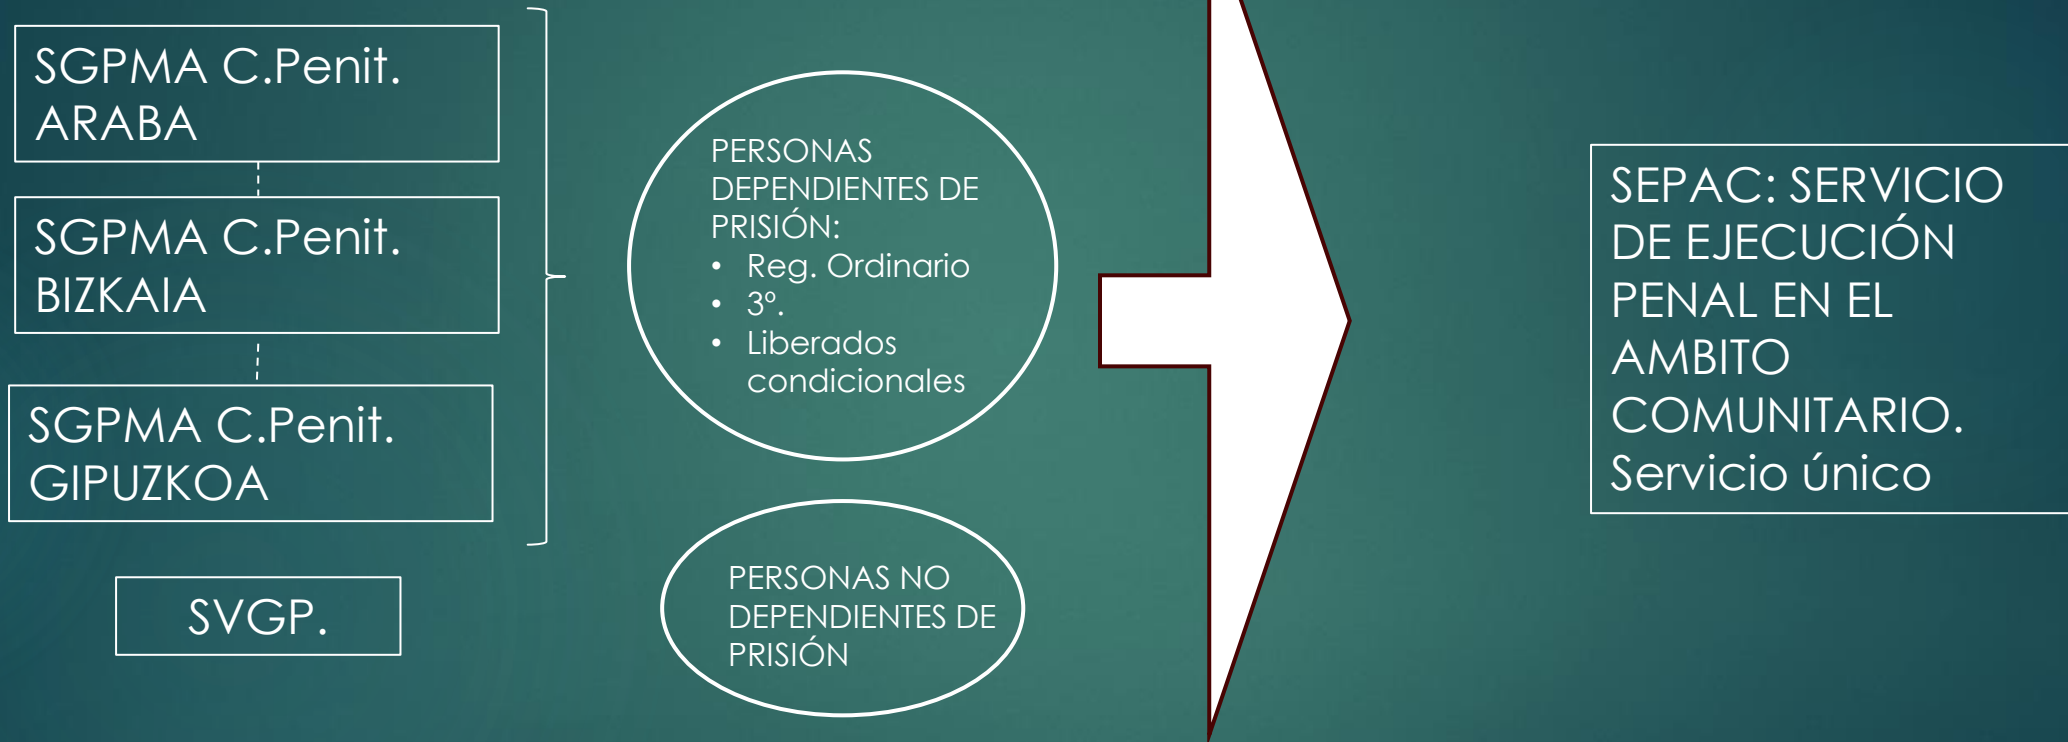 SGPMA C.Penit.
ARABA
SGPMA C.Penit.
BIZKAIA
SGPMA C.Penit.
GIPUZKOA
SVGP.
PERSONAS
DEPENDIENTES DE
PRISIÓN:
• Reg. Ordinario
• 3º.
• Liberados
condicionales
PERSONAS NO
DEPENDIENTES DE
PRISIÓN
SEPAC: SERVICIO
DE EJECUCIÓN
PENAL EN EL
AMBITO
COMUNITARIO.
Servicio único